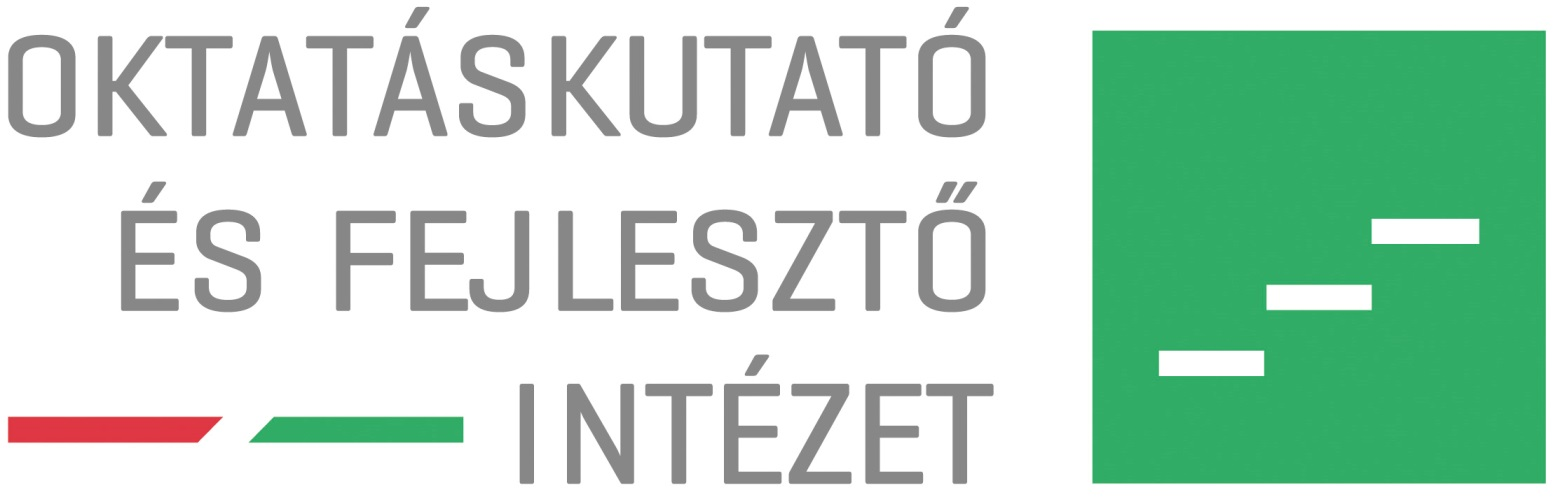 OKTATÁSKUTATÓ
ÉS FEJLESZTŐ
INTÉZET